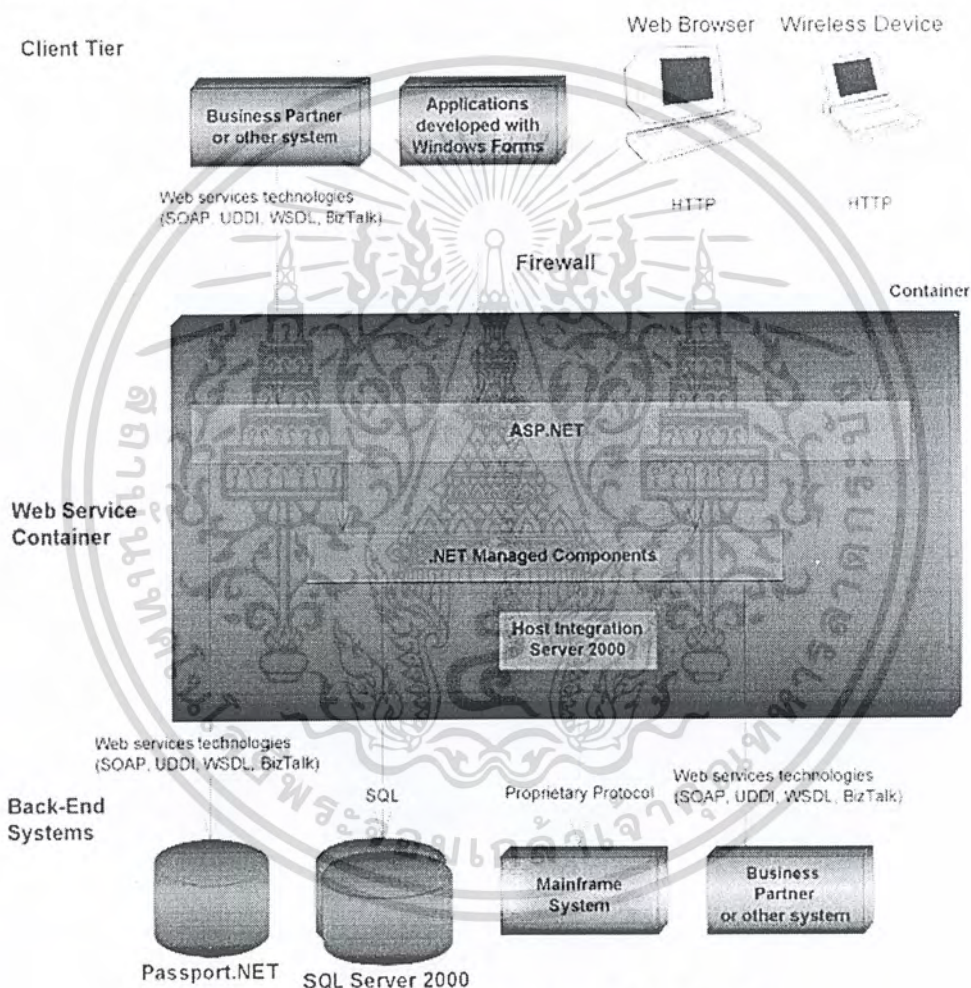 Client Tier
Web Browser
Wireless Device
Business Partner
or other system
Applications
developed with
Windows Forms
Web services technologies
(SOAP, UDDI, WSDL, BizTalk)
HTTP
HTTP
Firewall
Container
ASP.NET
Web Service
Container
.NET Managed Components
Host Integration
Server 2000
Web services technologies
(SOAP, UDDI, WSDL, BizTalk)
SQL
Proprietary Protocol
Web services technologies
(SOAP, UDDI, WSDL, BizTalk)
Back-End
Systems
Mainframe
System
Business
Partner
or other system
Passport.NET
SQL Server 2000